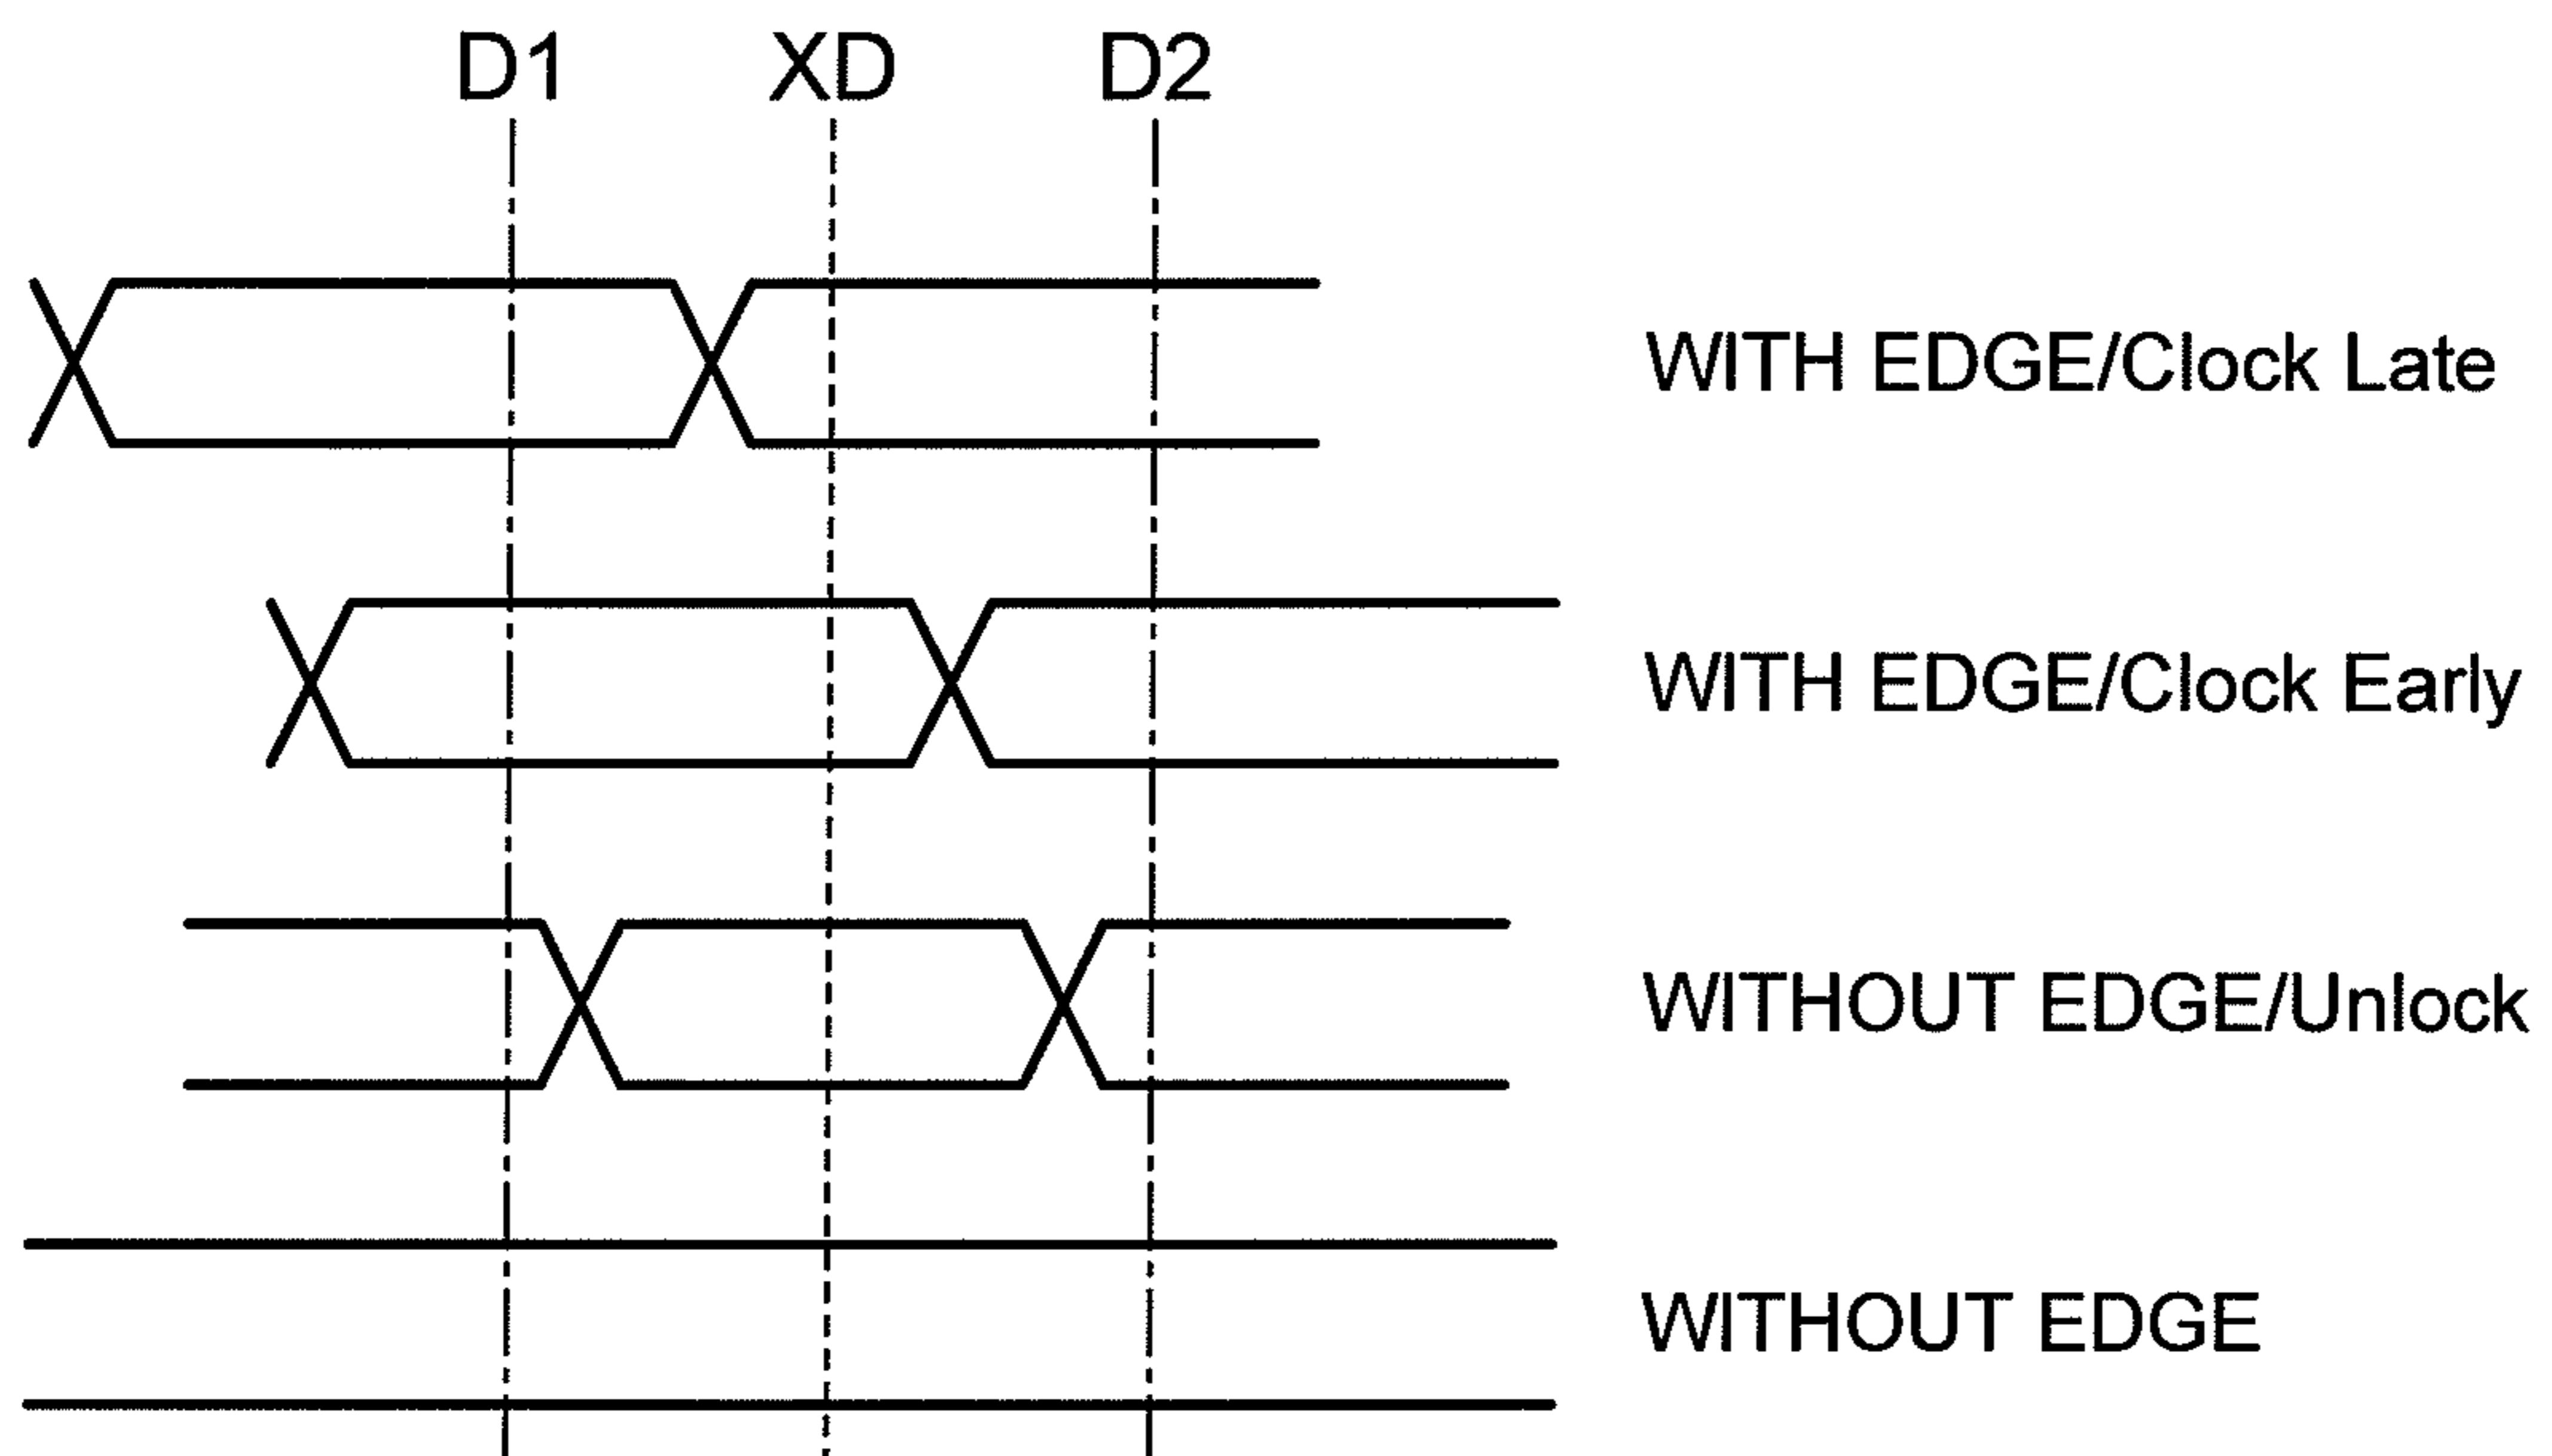 D1 XD D2
WITH EDGE/Clock Late
WITH EDGE/Clock Early
WITHOUT EDGE/Unlock
WITHOUT EDGE